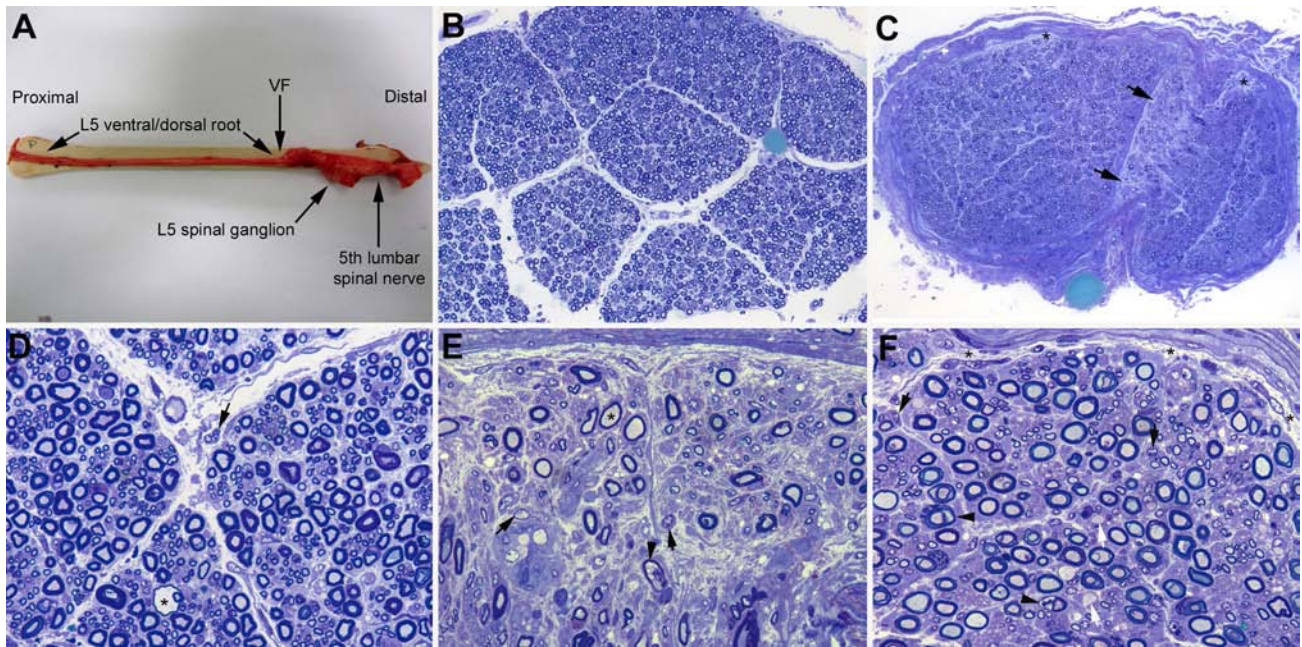 A
Proximal
VF
Distal
L5 ventral/dorsal root
L5 spinal ganglion
5th lumbar
spinal nerve
B
C
*
*
D
*
E
*
F
*
*
*